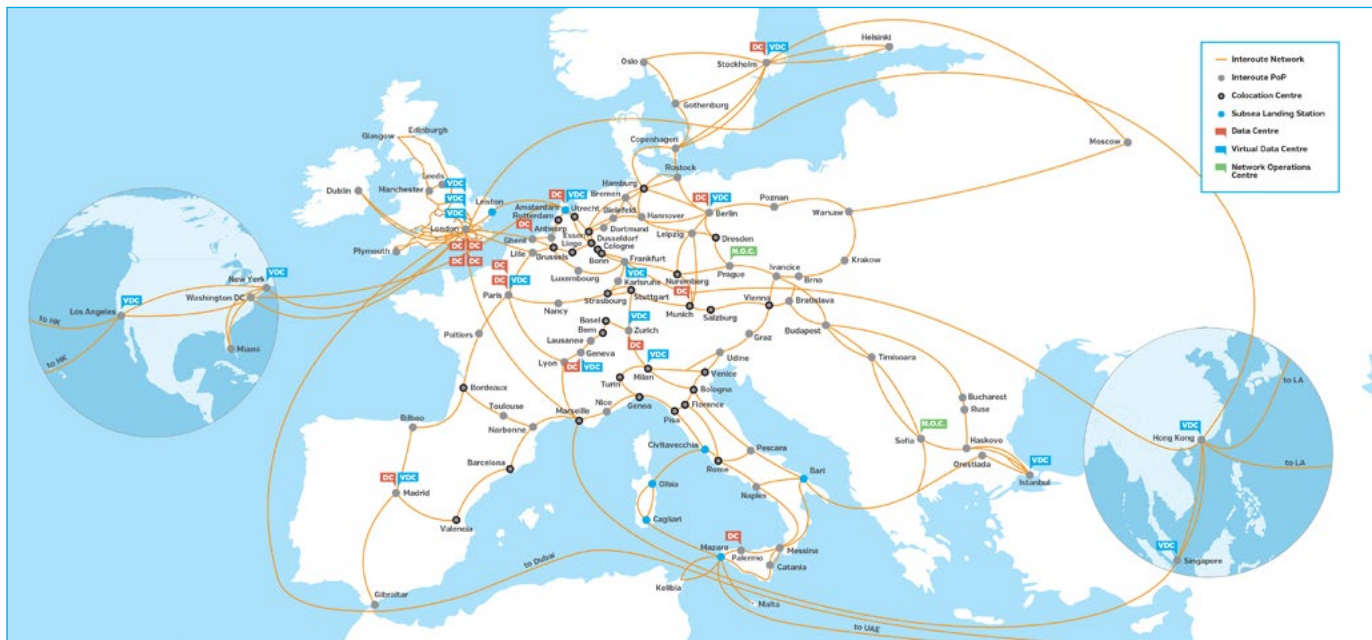 Interoute Network
Interoute PoP
Colocation Centre
Subsea Landing Station
Data Centre
Virtual Data Centre
Network Operations
Centre
Helsinki
DC VDC
Oslo
Stockholm
Gothenburg
Moscow
Copenhagen
Edinburgh
Glasgow
Rostock
Leeds
VDC
Hamburg
Dublin
Manchester
VDC
Leiston
DC VDC
Bremen
DC VDC
Poznan
VDC
Amsterdam
Utrecht
Bielefeld
Berlin
Warsaw
Rotterdam
London
DC
Antwerp
Dortmund
Hannover
Essen
Leipzig
Dresden
Plymouth
DC DC
Ghent
Liege
Dusseldorf
Cologne
N.O.C.
DC DC
Lille
Brussels
Bonn
Frankfurt
Prague
Krakow
DC
Luxembourg
VDC
Nuremberg
Ivancice
Brno
DC VDC
Karlsruhe
DC
Paris
Strasbourg
Stuttgart
Vienna
Bratislava
Nancy
Munich
Salzburg
Basel
VDC
Budapest
Poitiers
Bern
Zurich
Graz
Lausanne
DC
Udine
Geneva
VDC
Timisoara
Lyon
DC VDC
Milan
Venice
Turin
Bologna
Bordeaux
Nice
Genoa
Florence
Bucharest
Bilbao
Toulouse
Marseille
Pisa
Ruse
Narbonne
N.O.C.
Civitavecchia
Pescara
Sofia
Haskovo
Barcelona
Rome
Bari
Orestiada
VDC
DC VDC
Olbia
Naples
Istanbul
Madrid
Valencia
Cagliari
DC
Mazara
Palermo
Messina
Catania
to Dubai
Kelibia
Gibraltar
Malta
to UAE
VDC
New York
VDC
Washington DC
Los Angeles
to HK
Miami
to HK
to LA
VDC
Hong Kong
to LA
VDC
Singapore